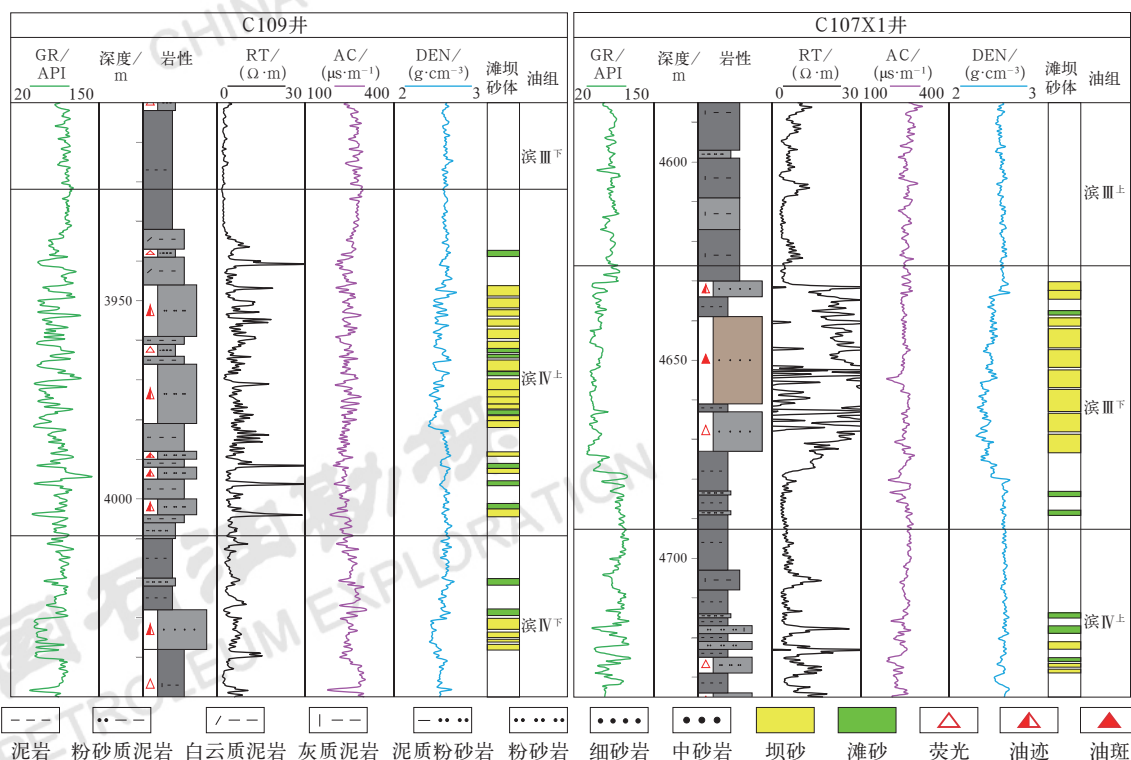 C109井
C107X1井
GR/
API
20 150
深度/
m
岩性
RT/
(Ω·m)
0 30
AC/
(μs·m⁻¹)
100 400
DEN/
(g·cm⁻³)
2 3
滩坝
砂体
油组
GR/
API
20 150
深度/
m
岩性
RT/
(Ω·m)
0 30
AC/
(μs·m⁻¹)
100 400
DEN/
(g·cm⁻³)
2 3
滩坝
砂体
油组
3950
4000
滨Ⅲ下
滨Ⅳ上
滨Ⅳ下
4600
4650
4700
滨Ⅲ上
滨Ⅲ下
滨Ⅳ上
泥岩 粉砂质泥岩 白云质泥岩 灰质泥岩 泥质粉砂岩 粉砂岩 细砂岩 中砂岩 坝砂 滩砂 荧光 油迹 油斑
PETROLEUM EXPLORATION